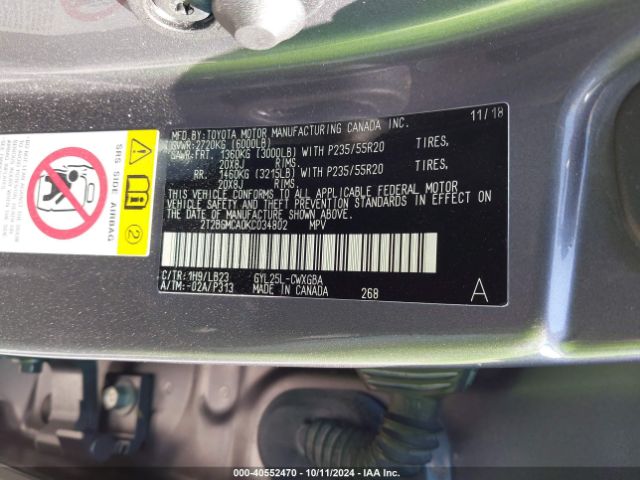 MFD. BY: TOYOTA MOTOR MANUFACTURING CANADA INC. 11/18
GVWR: 2720KG (6000LB)
GAWR-FRT. 1360KG (3000LB) WITH P235/55R20 TIRES,
20X8J RIMS
RR. 1460KG (3215LB) WITH P235/55R20 TIRES,
20X8J RIMS
THIS VEHICLE CONFORMS TO ALL APPLICABLE FEDERAL MOTOR
VEHICLE SAFETY AND THEFT PREVENTION STANDARDS IN EFFECT
ON THE DATE OF MANUFACTURE SHOWN ABOVE.
2T2BGMCA0KC034802 MPV
C/TR: 1H9/LB23 GYL25L-CWXGBA
A/TM: -02A/P313 MADE IN CANADA 268 A
SRS SIDE AIRBAG
2
000-40552470 - 10/11/2024 - IAA Inc.